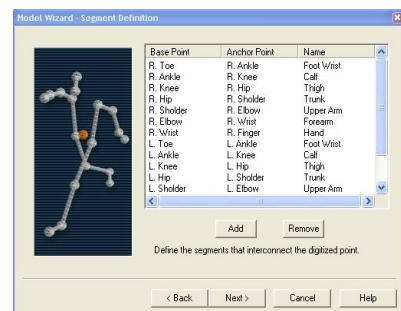 Model Wizard - Segment Definition
Base Point Anchor Point Name
R. Toe R. Ankle Foot Wrist
R. Ankle R. Knee Calf
R. Knee R. Hip Thigh
R. Hip R. Sholder Trunk
R. Sholder R. Elbow Upper Arm
R. Elbow R. Wrist Forearm
R. Wrist R. Finger Hand
L. Toe L. Ankle Foot Wrist
L. Ankle L. Knee Calf
L. Knee L. Hip Thigh
L. Hip L. Sholder Trunk
L. Sholder L. Elbow Upper Arm
Add Remove
Define the segments that interconnect the digitized point.
< Back Next > Cancel Help